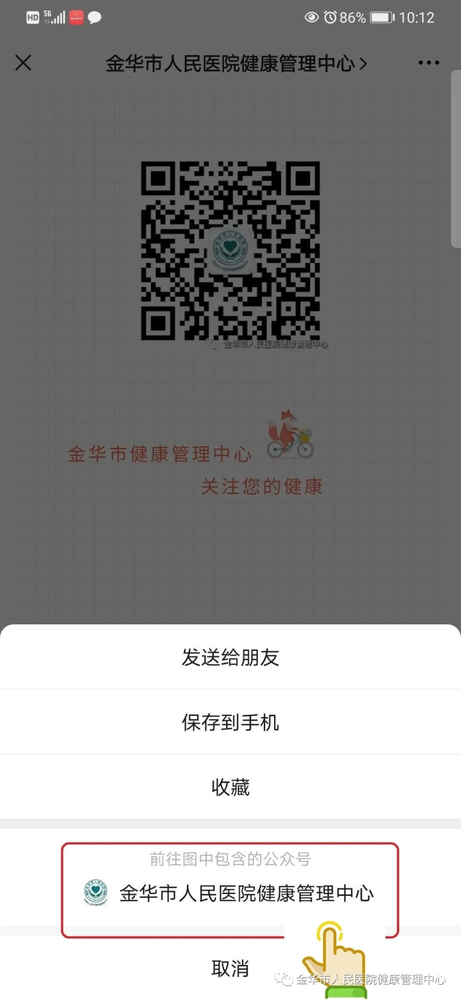 HD 5G HUAWEI 86% 10:12
金华市人民医院健康管理中心
金华市人民医院健康管理中心
金华市健康管理中心
关注您的健康
发送给朋友
保存到手机
收藏
前往图中包含的公众号
金华市人民医院健康管理中心
取消
金华市人民医院健康管理中心